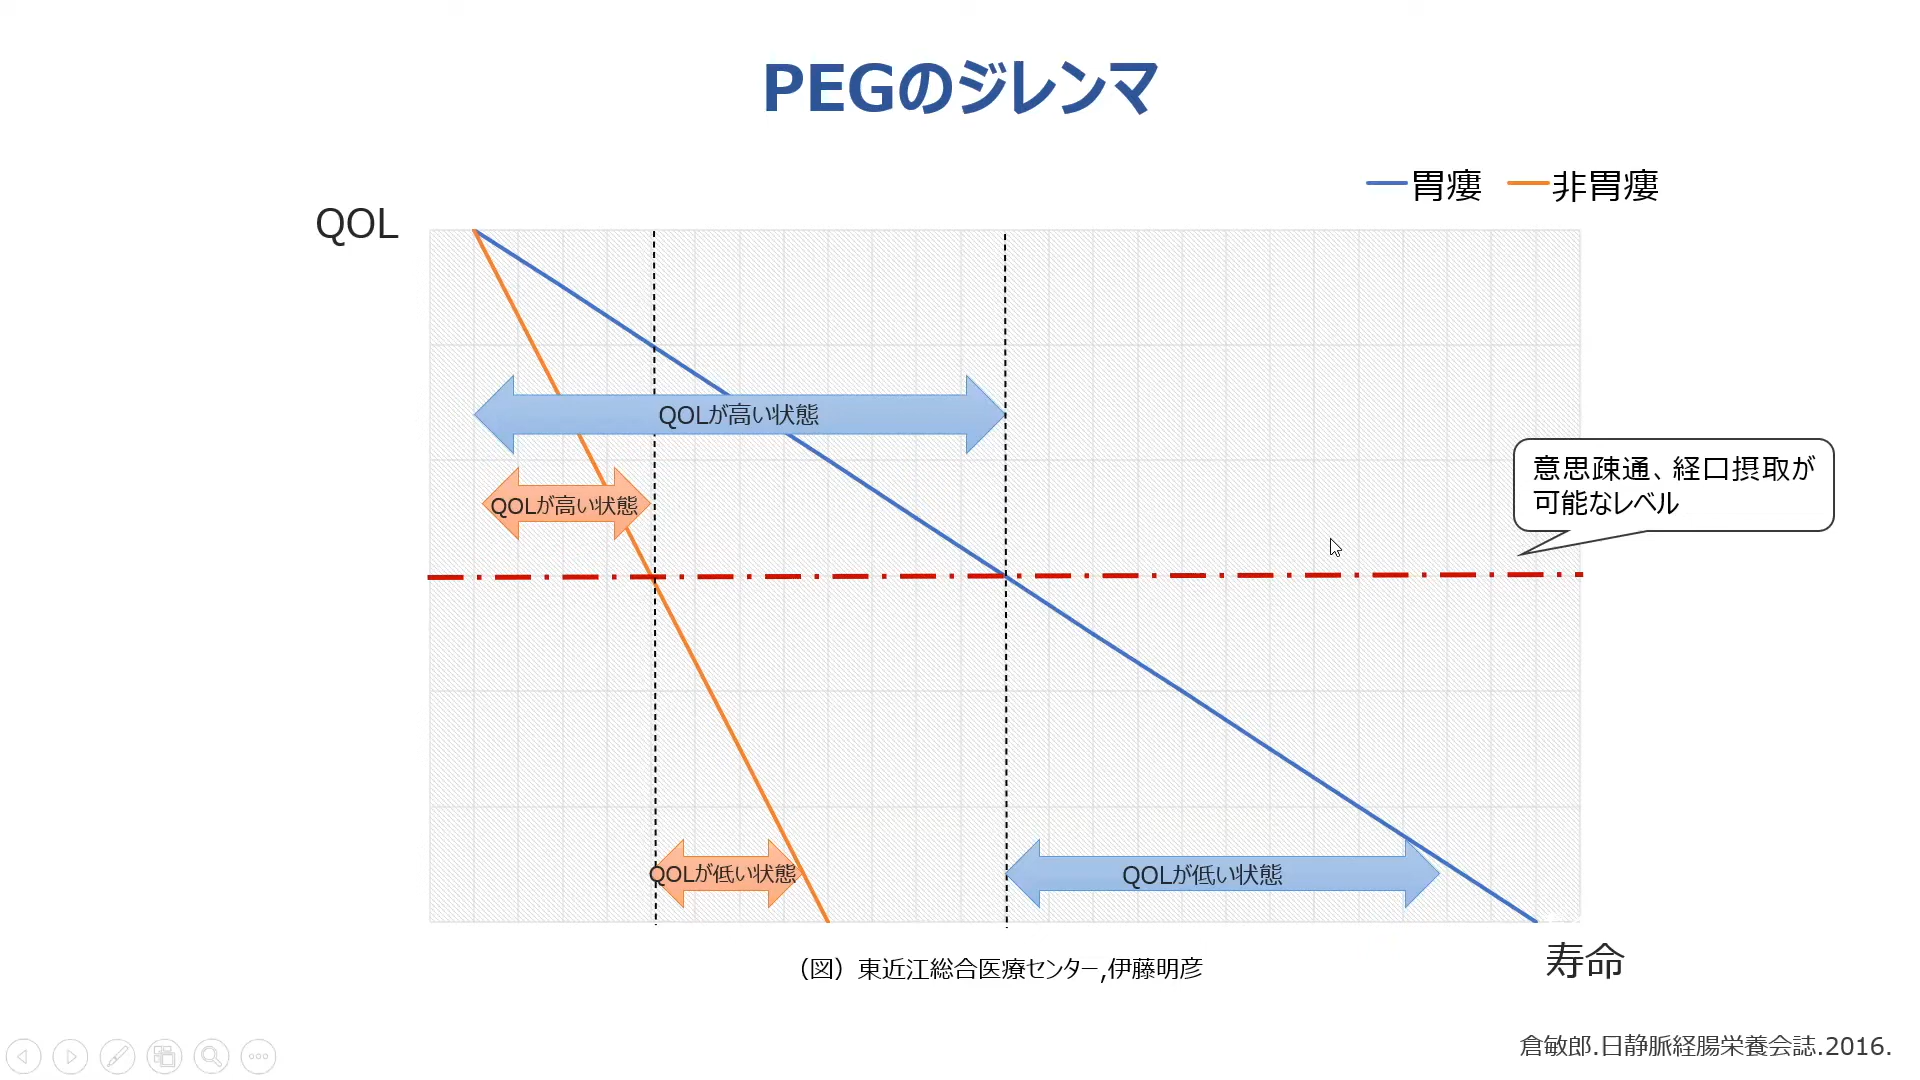 PEGのジレンマ
胃瘻 非胃瘻
QOL
QOLが高い状態
QOLが高い状態
意思疎通、経口摂取が
可能なレベル
QOLが低い状態
QOLが低い状態
（図）東近江総合医療センター,伊藤明彦
寿命
倉敏郎.日静脈経腸栄養会誌.2016.